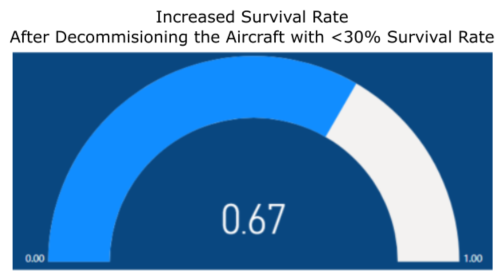 Increased Survival Rate
After Decommisioning the Aircraft with <30% Survival Rate
0.67
0.00
1.00